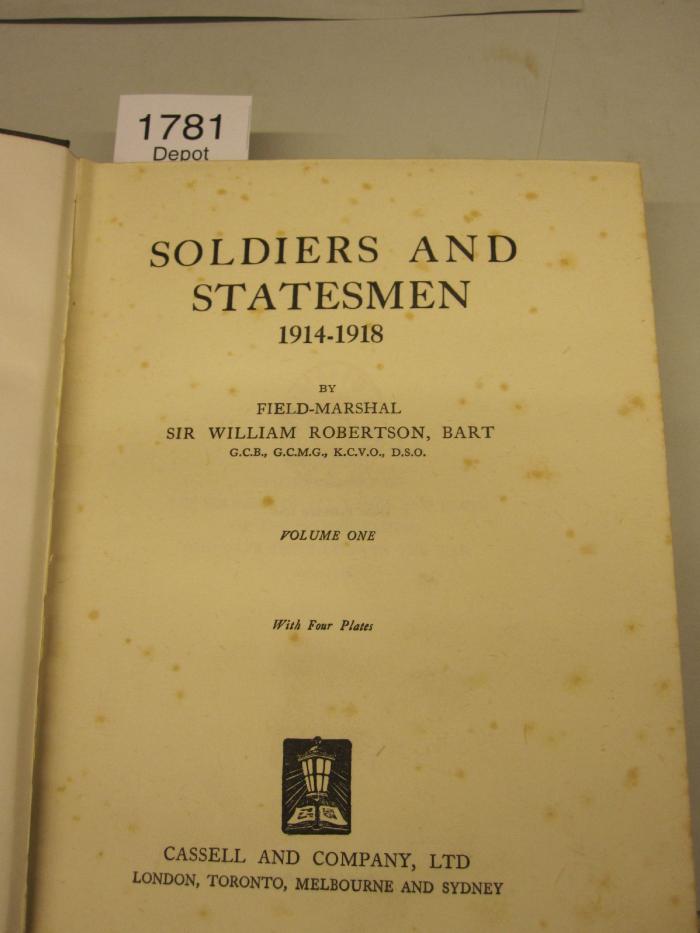 1781
Depot
SOLDIERS AND
STATESMEN
1914-1918
BY
FIELD-MARSHAL
SIR WILLIAM ROBERTSON, BART
G.C.B., G.C.M.G., K.C.V.O., D.S.O.
VOLUME ONE
With Four Plates
CASSELL AND COMPANY, LTD
LONDON, TORONTO, MELBOURNE AND SYDNEY